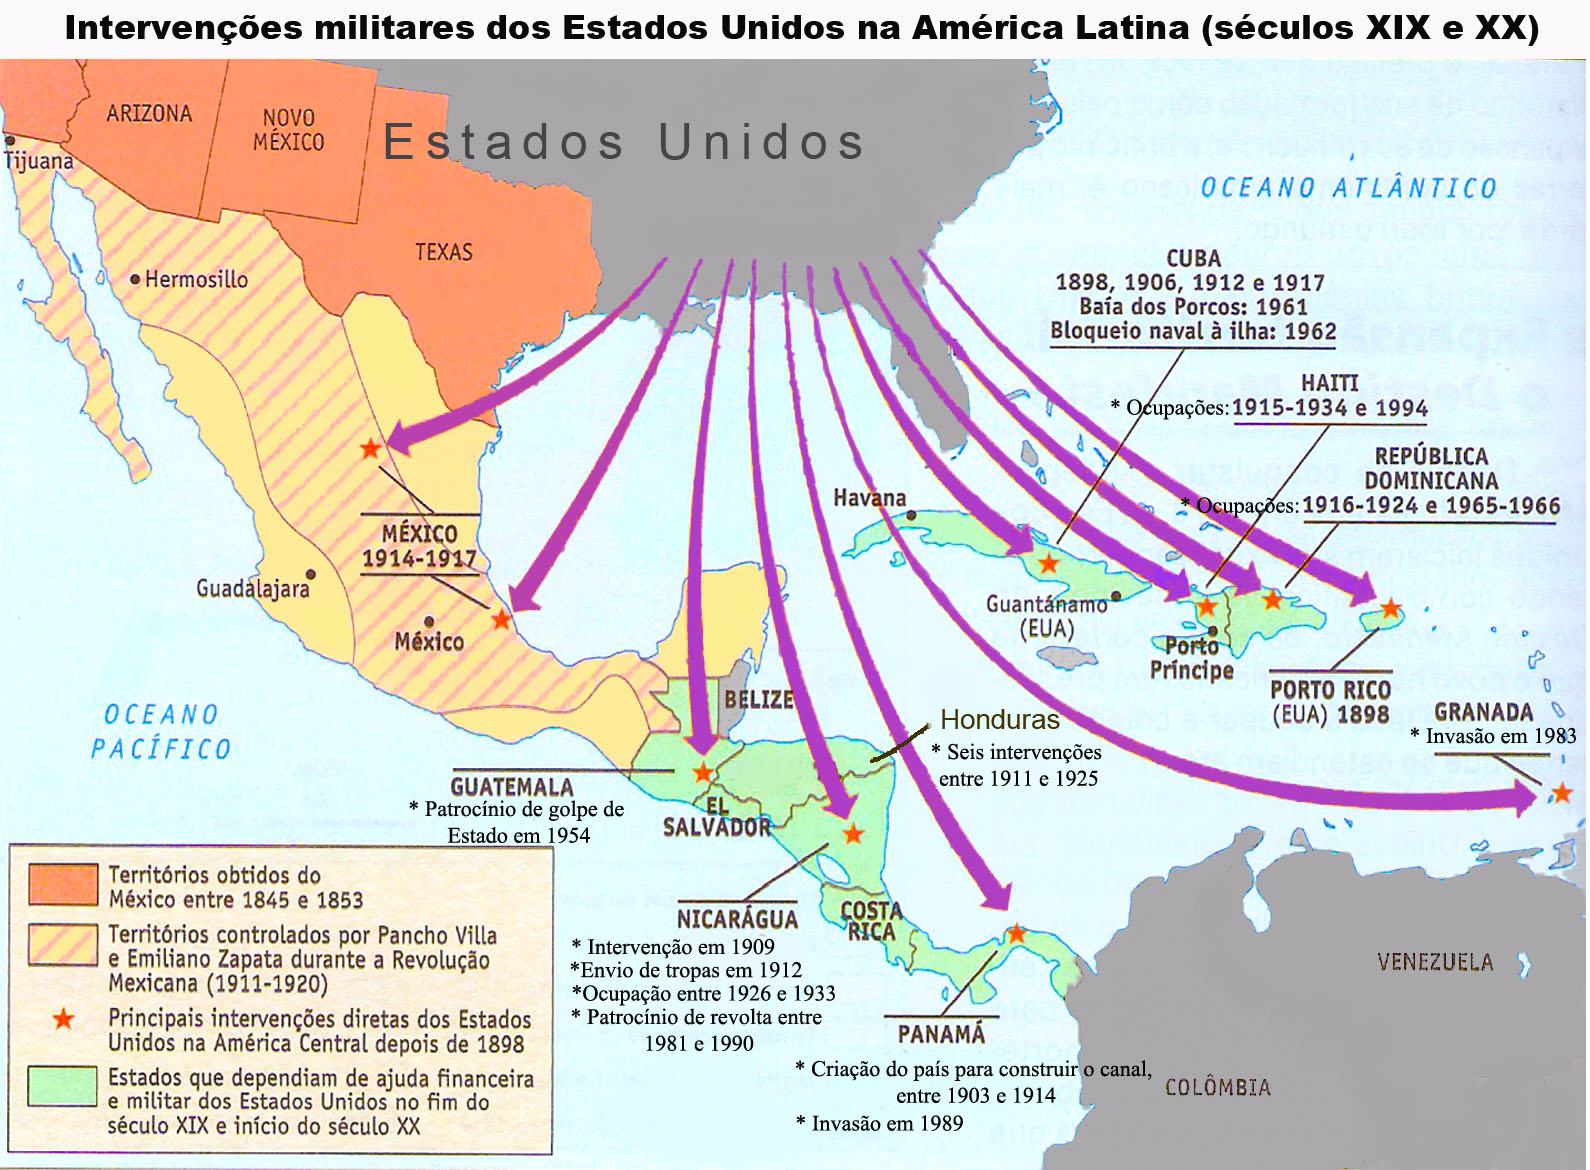 Intervenções militares dos Estados Unidos na América Latina (séculos XIX e XX)
ARIZONA
NOVO
MÉXICO
Estados Unidos
Tijuana
OCEANO ATLÂNTICO
TEXAS
Hermosillo
CUBA
1898, 1906, 1912 e 1917
Baía dos Porcos: 1961
Bloqueio naval à ilha: 1962
HAITI
* Ocupações: 1915-1934 e 1994
REPÚBLICA
DOMINICANA
* Ocupações: 1916-1924 e 1965-1966
Havana
MÉXICO
1914-1917
Guadalajara
México
Guantánamo
(EUA)
Porto
Príncipe
PORTO RICO
(EUA) 1898
GRANADA
* Invasão em 1983
OCEANO
PACÍFICO
BELIZE
Honduras
* Seis intervenções
entre 1911 e 1925
GUATEMALA
* Patrocínio de golpe de
Estado em 1954
EL
SALVADOR
NICARÁGUA
* Intervenção em 1909
*Envio de tropas em 1912
*Ocupação entre 1926 e 1933
* Patrocínio de revolta entre
1981 e 1990
COSTA
RICA
PANAMÁ
* Criação do país para construir o canal,
entre 1903 e 1914
* Invasão em 1989
VENEZUELA
COLÔMBIA
Territórios obtidos do
México entre 1845 e 1853
Territórios controlados por Pancho Villa
e Emiliano Zapata durante a Revolução
Mexicana (1911-1920)
Principais intervenções diretas dos Estados
Unidos na América Central depois de 1898
Estados que dependiam de ajuda financeira
e militar dos Estados Unidos no fim do
século XIX e início do século XX